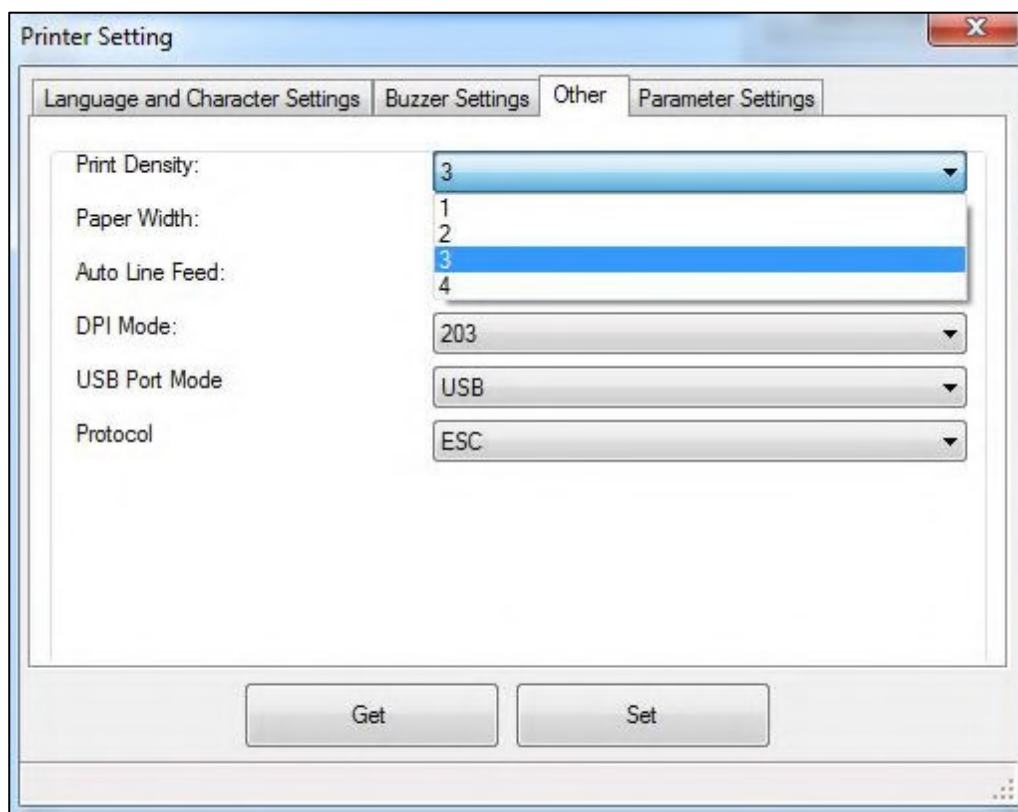 Printer Setting
Language and Character Settings Buzzer Settings Other Parameter Settings
Print Density: 3
1
Paper Width:
2
3
Auto Line Feed:
4
DPI Mode: 203
USB Port Mode USB
Protocol ESC
Get Set